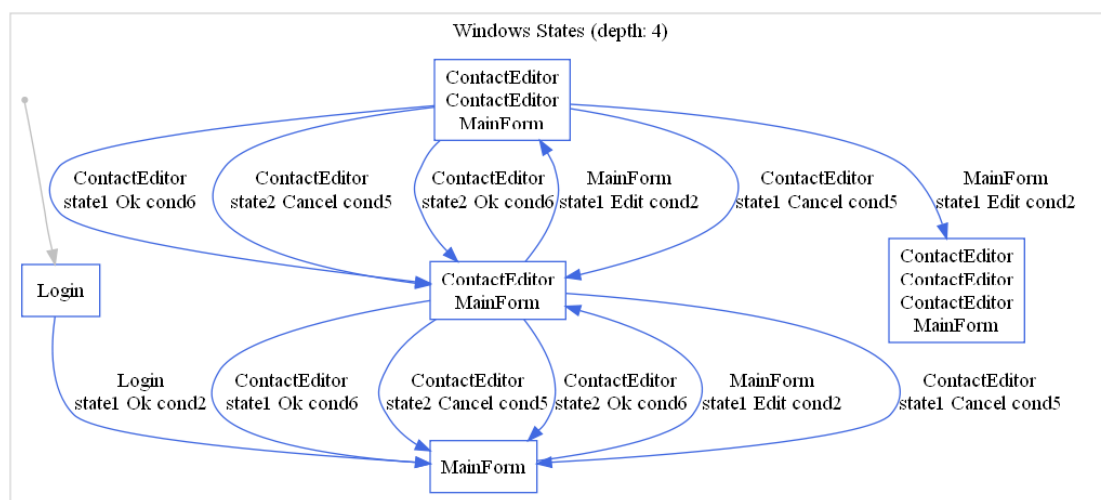 Windows States (depth: 4)
ContactEditor
ContactEditor
MainForm
ContactEditor
state1 Ok cond6
ContactEditor
state2 Cancel cond5
ContactEditor
state2 Ok cond6
MainForm
state1 Edit cond2
ContactEditor
state1 Cancel cond5
MainForm
state1 Edit cond2
Login
ContactEditor
MainForm
ContactEditor
ContactEditor
ContactEditor
MainForm
Login
state1 Ok cond2
ContactEditor
state1 Ok cond6
ContactEditor
state2 Cancel cond5
ContactEditor
state2 Ok cond6
MainForm
state1 Edit cond2
ContactEditor
state1 Cancel cond5
MainForm